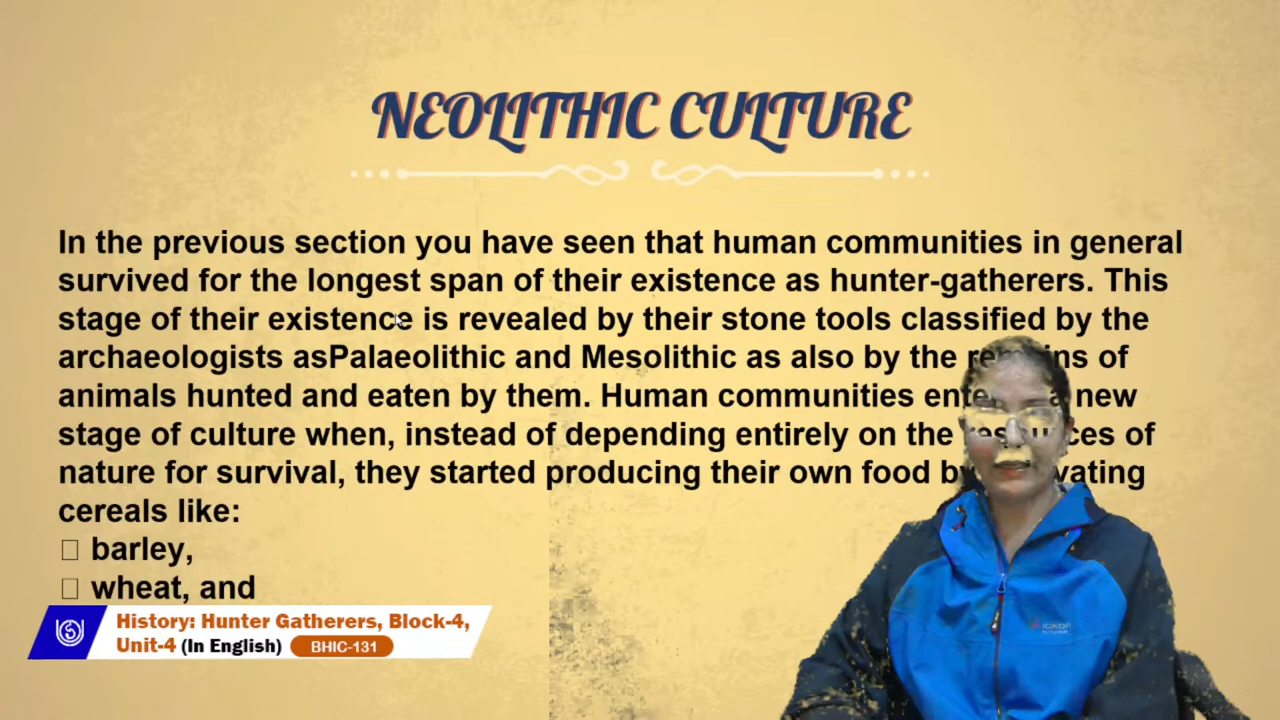 NEOLITHIC CULTURE
In the previous section you have seen that human communities in general
survived for the longest span of their existence as hunter-gatherers. This
stage of their existence is revealed by their stone tools classified by the
archaeologists asPalaeolithic and Mesolithic as also by the of
animals hunted and eaten by them. Human communities new
stage of culture when, instead of depending entirely on the of
nature for survival, they started producing their own food
cereals like:
barley,
wheat, and
History: Hunter Gatherers, Block-4,
Unit-4 (In English) BHIC-131